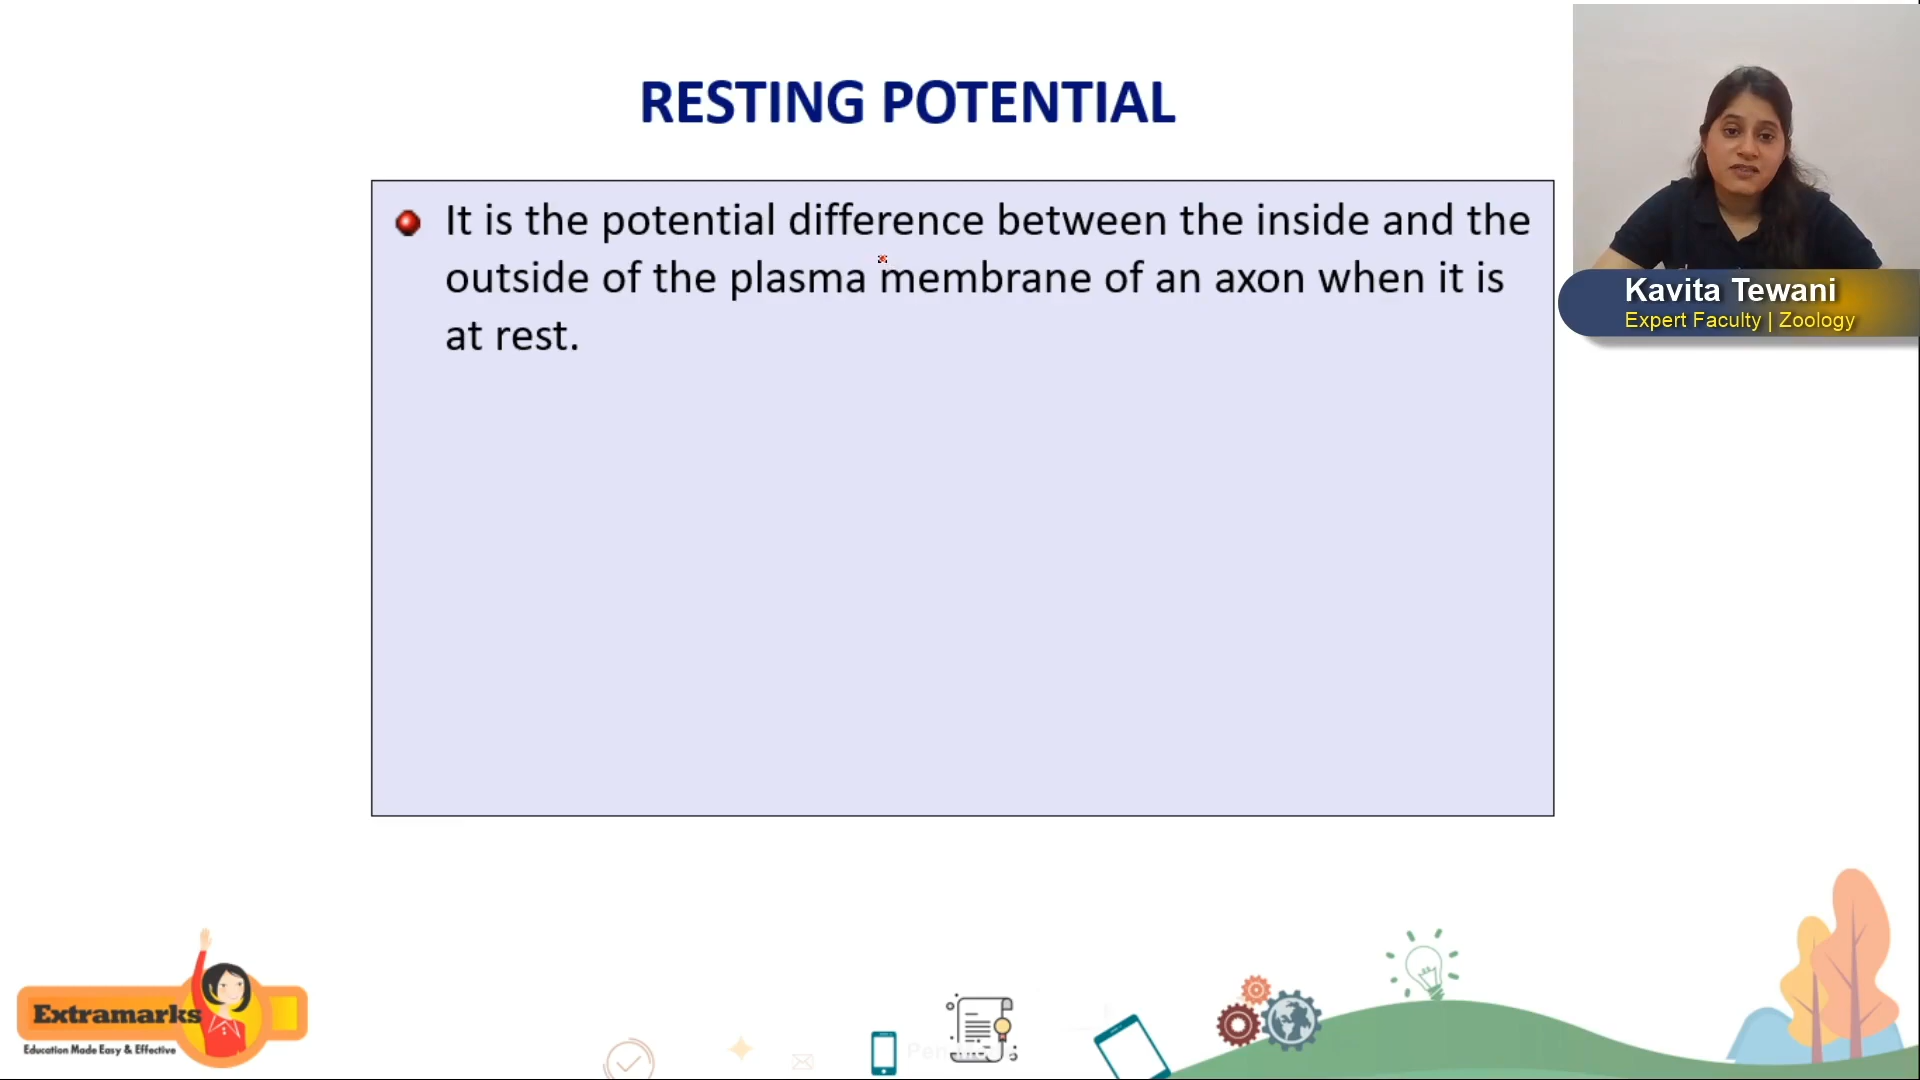 RESTING POTENTIAL
It is the potential difference between the inside and the
outside of the plasma membrane of an axon when it is
at rest.
Kavita Tewani
Expert Faculty | Zoology
Extramarks
Education Made Easy & Effective